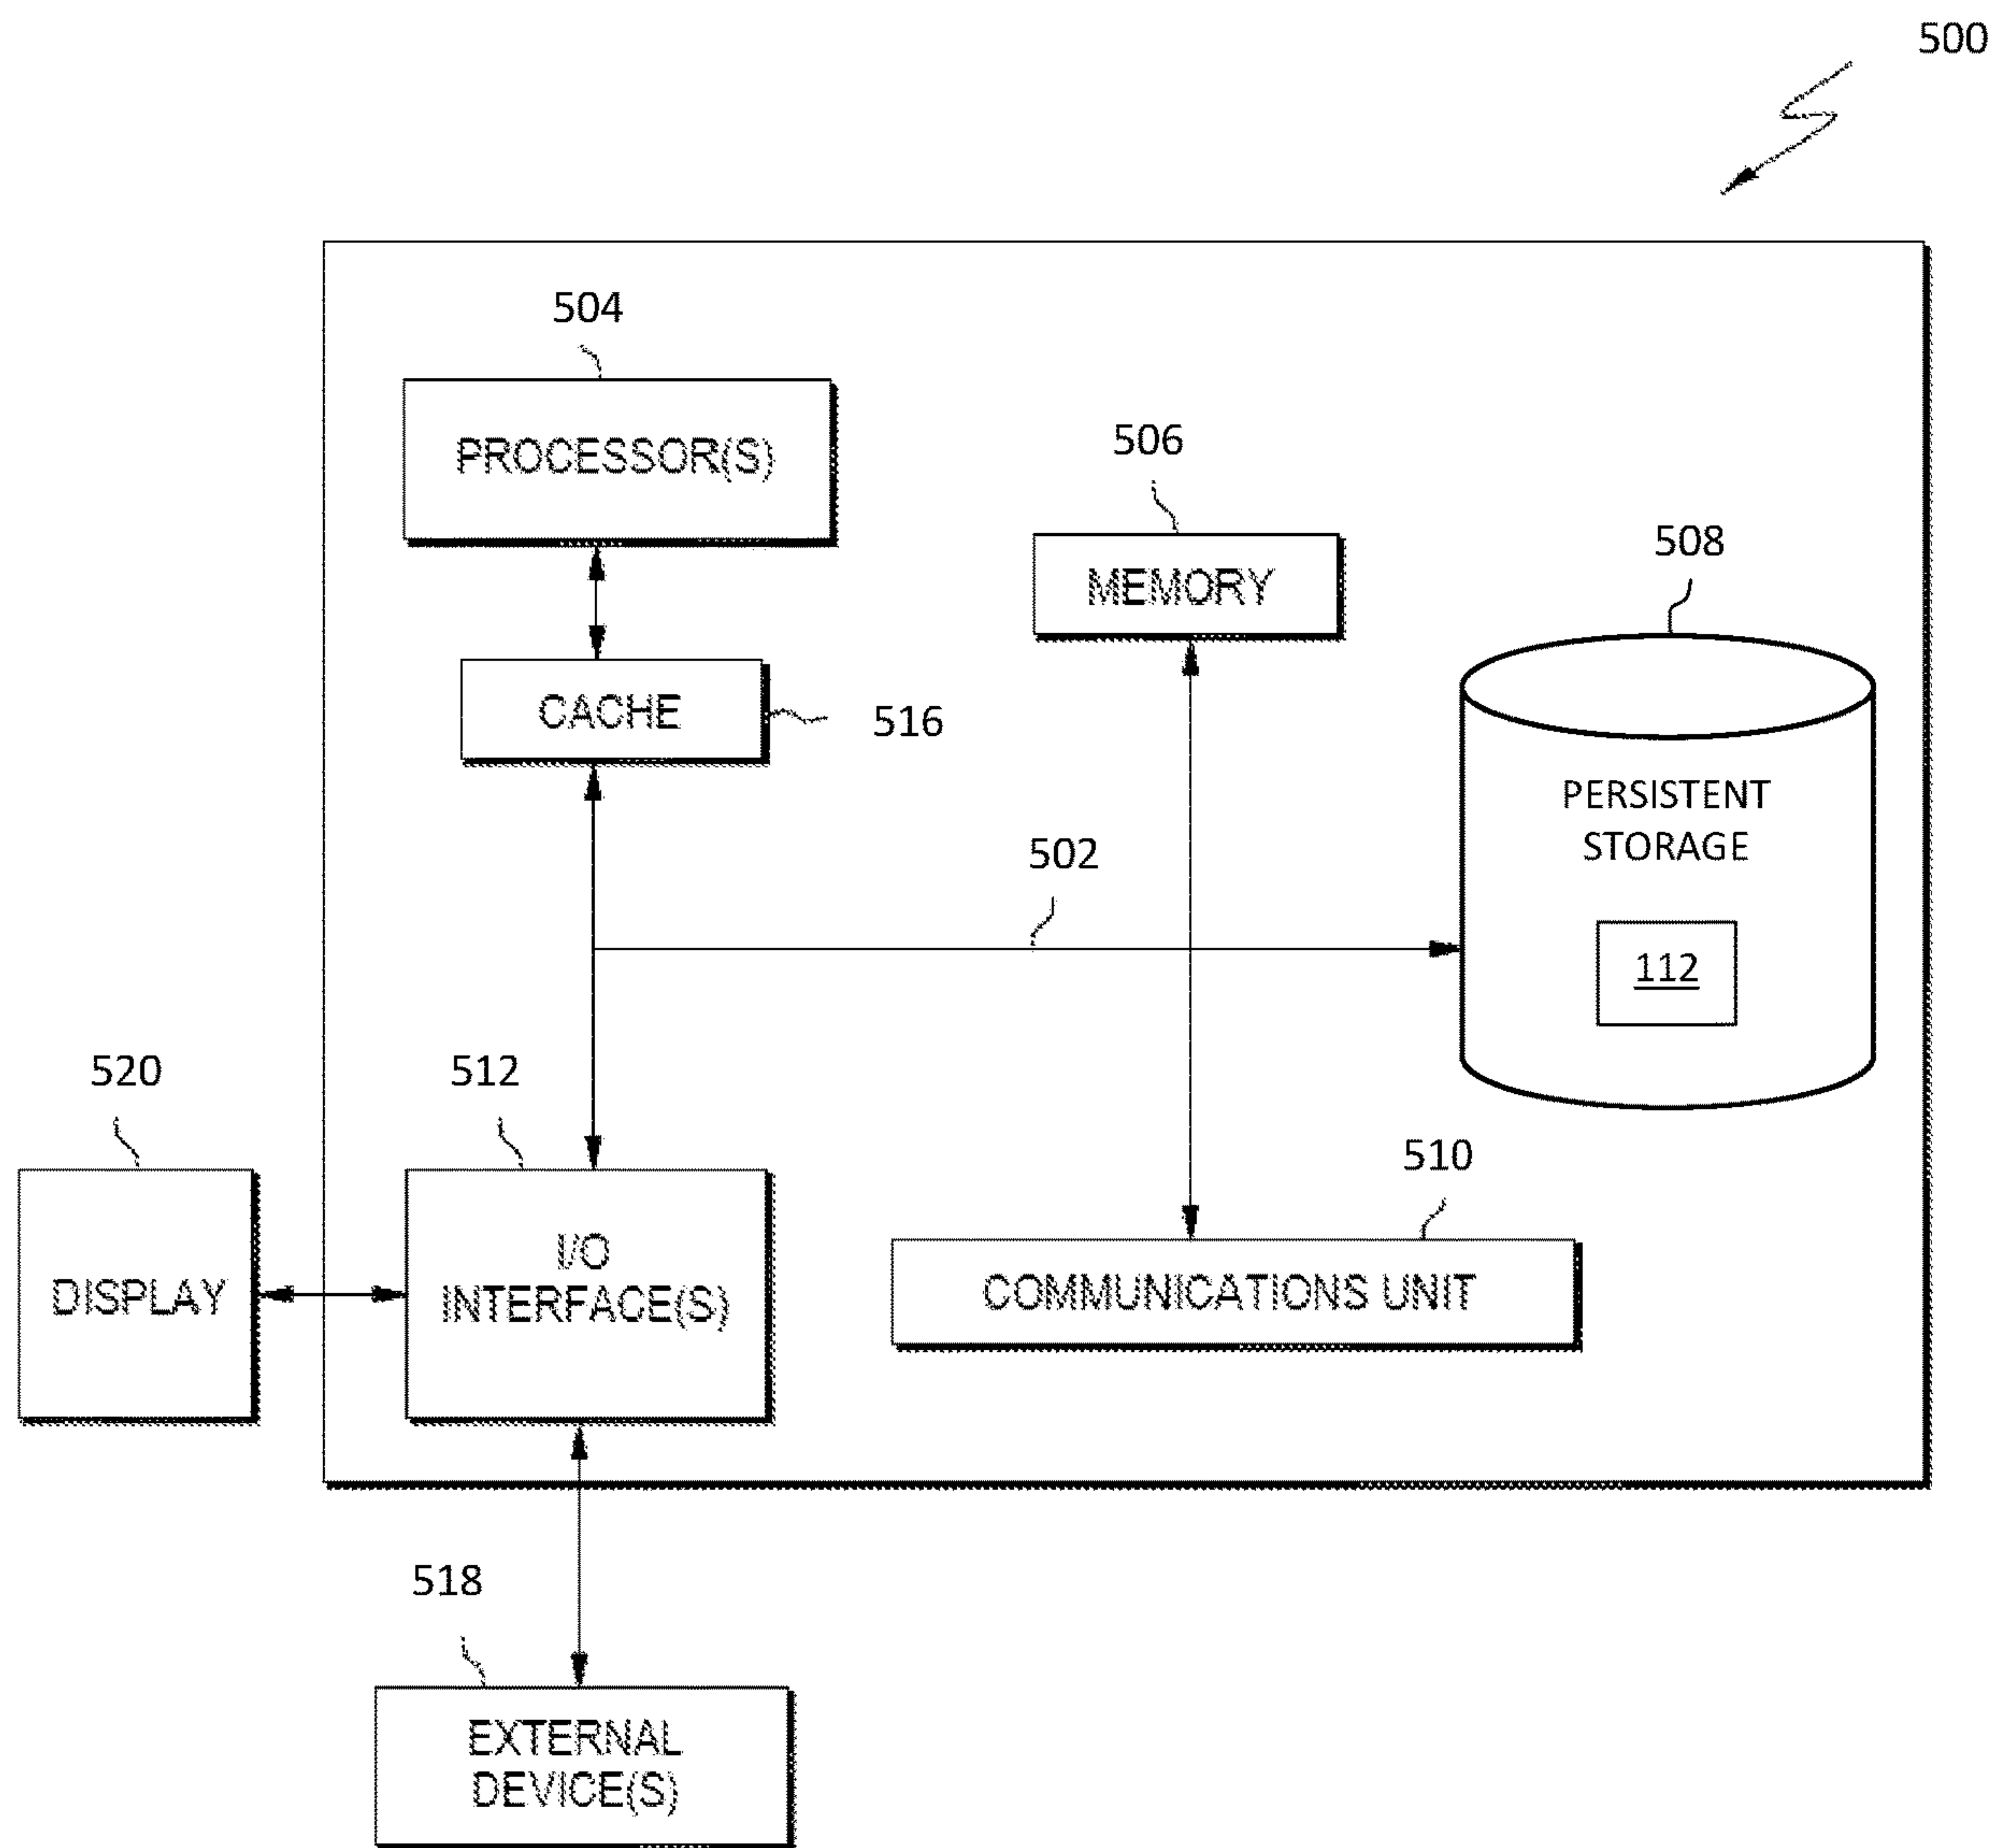 500
504
PROCESSOR(S)
506
MEMORY
508
CACHE
516
PERSISTENT
STORAGE
502
112
520
512
510
DISPLAY
I/O
INTERFACE(S)
COMMUNICATIONS UNIT
518
EXTERNAL
DEVICE(S)